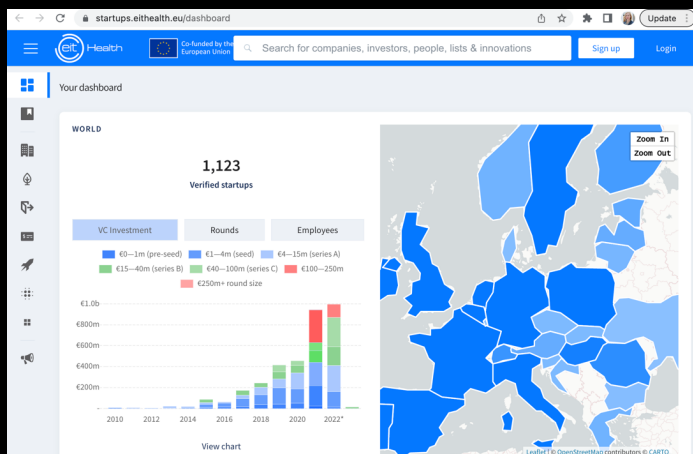 startups.eithealth.eu/dashboard
Update
eit Health
Co-funded by the
European Union
Search for companies, investors, people, lists & innovations
Sign up
Login
Your dashboard
WORLD
1,123
Verified startups
VC Investment
Rounds
Employees
€0—1m (pre-seed)
€1—4m (seed)
€4—15m (series A)
€15—40m (series B)
€40—100m (series C)
€100—250m
€250m+ round size
€1.0b
€800m
€600m
€400m
€200m
-
2010 2012 2014 2016 2018 2020 2022*
View chart
Zoom In
Zoom Out
Leaflet | © OpenStreetMap contributors © CARTO